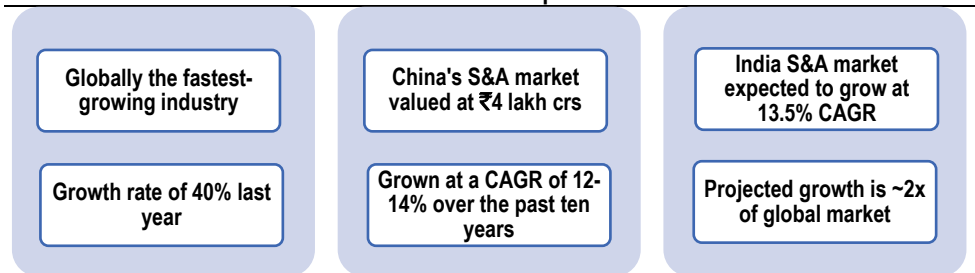 Globally the fastest-
growing industry
Growth rate of 40% last
year
China's S&A market
valued at ₹4 lakh crs
Grown at a CAGR of 12-
14% over the past ten
years
India S&A market
expected to grow at
13.5% CAGR
Projected growth is ~2x
of global market